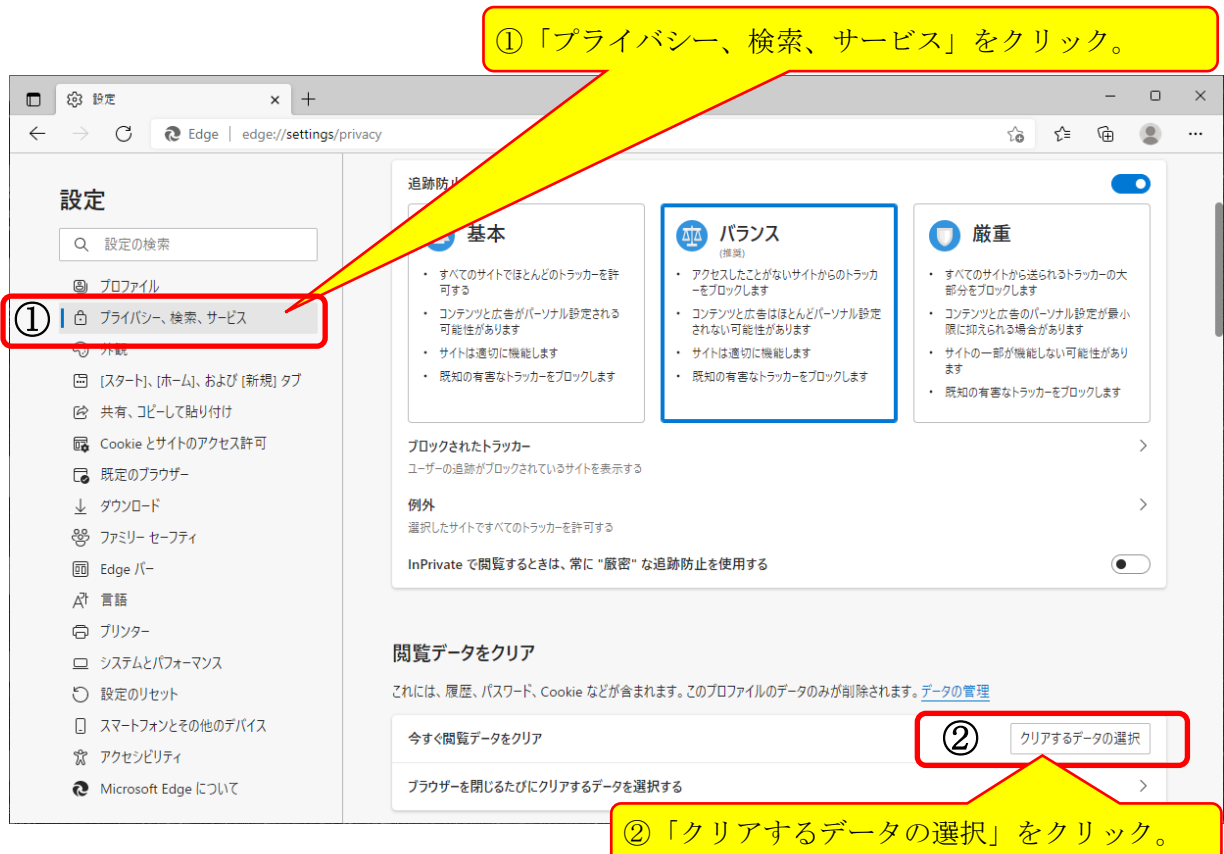 ①「プライバシー、検索、サービス」をクリック。
設定
Edge | edge://settings/privacy
設定
設定の検索
プロファイル
①
プライバシー、検索、サービス
外観
[スタート]、[ホーム]、および [新規] タブ
共有、コピーして貼り付け
Cookie とサイトのアクセス許可
既定のブラウザー
ダウンロード
ファミリー セーフティ
Edge バー
言語
プリンター
システムとパフォーマンス
設定のリセット
スマートフォンとその他のデバイス
アクセシビリティ
Microsoft Edge について
追跡防止
基本
・ すべてのサイトでほとんどのトラッカーを許
可する
・ コンテンツと広告がパーソナル設定される
可能性があります
・ サイトは適切に機能します
・ 既知の有害なトラッカーをブロックします
バランス
(推奨)
・ アクセスしたことがないサイトからのトラッカ
ーをブロックします
・ コンテンツと広告はほとんどパーソナル設定
されない可能性があります
・ サイトは適切に機能します
・ 既知の有害なトラッカーをブロックします
厳重
・ すべてのサイトから送られるトラッカーの大
部分をブロックします
・ コンテンツと広告のパーソナル設定が最小
限に抑えられる場合があります
・ サイトの一部が機能しない可能性があり
ます
・ 既知の有害なトラッカーをブロックします
ブロックされたトラッカー
ユーザーの追跡がブロックされているサイトを表示する
例外
選択したサイトですべてのトラッカーを許可する
InPrivate で閲覧するときは、常に "厳密" な追跡防止を使用する
閲覧データをクリア
これには、履歴、パスワード、Cookie などが含まれます。このプロファイルのデータのみが削除されます。データの管理
今すぐ閲覧データをクリア
②
クリアするデータの選択
ブラウザーを閉じるたびにクリアするデータを選択する
②「クリアするデータの選択」をクリック。